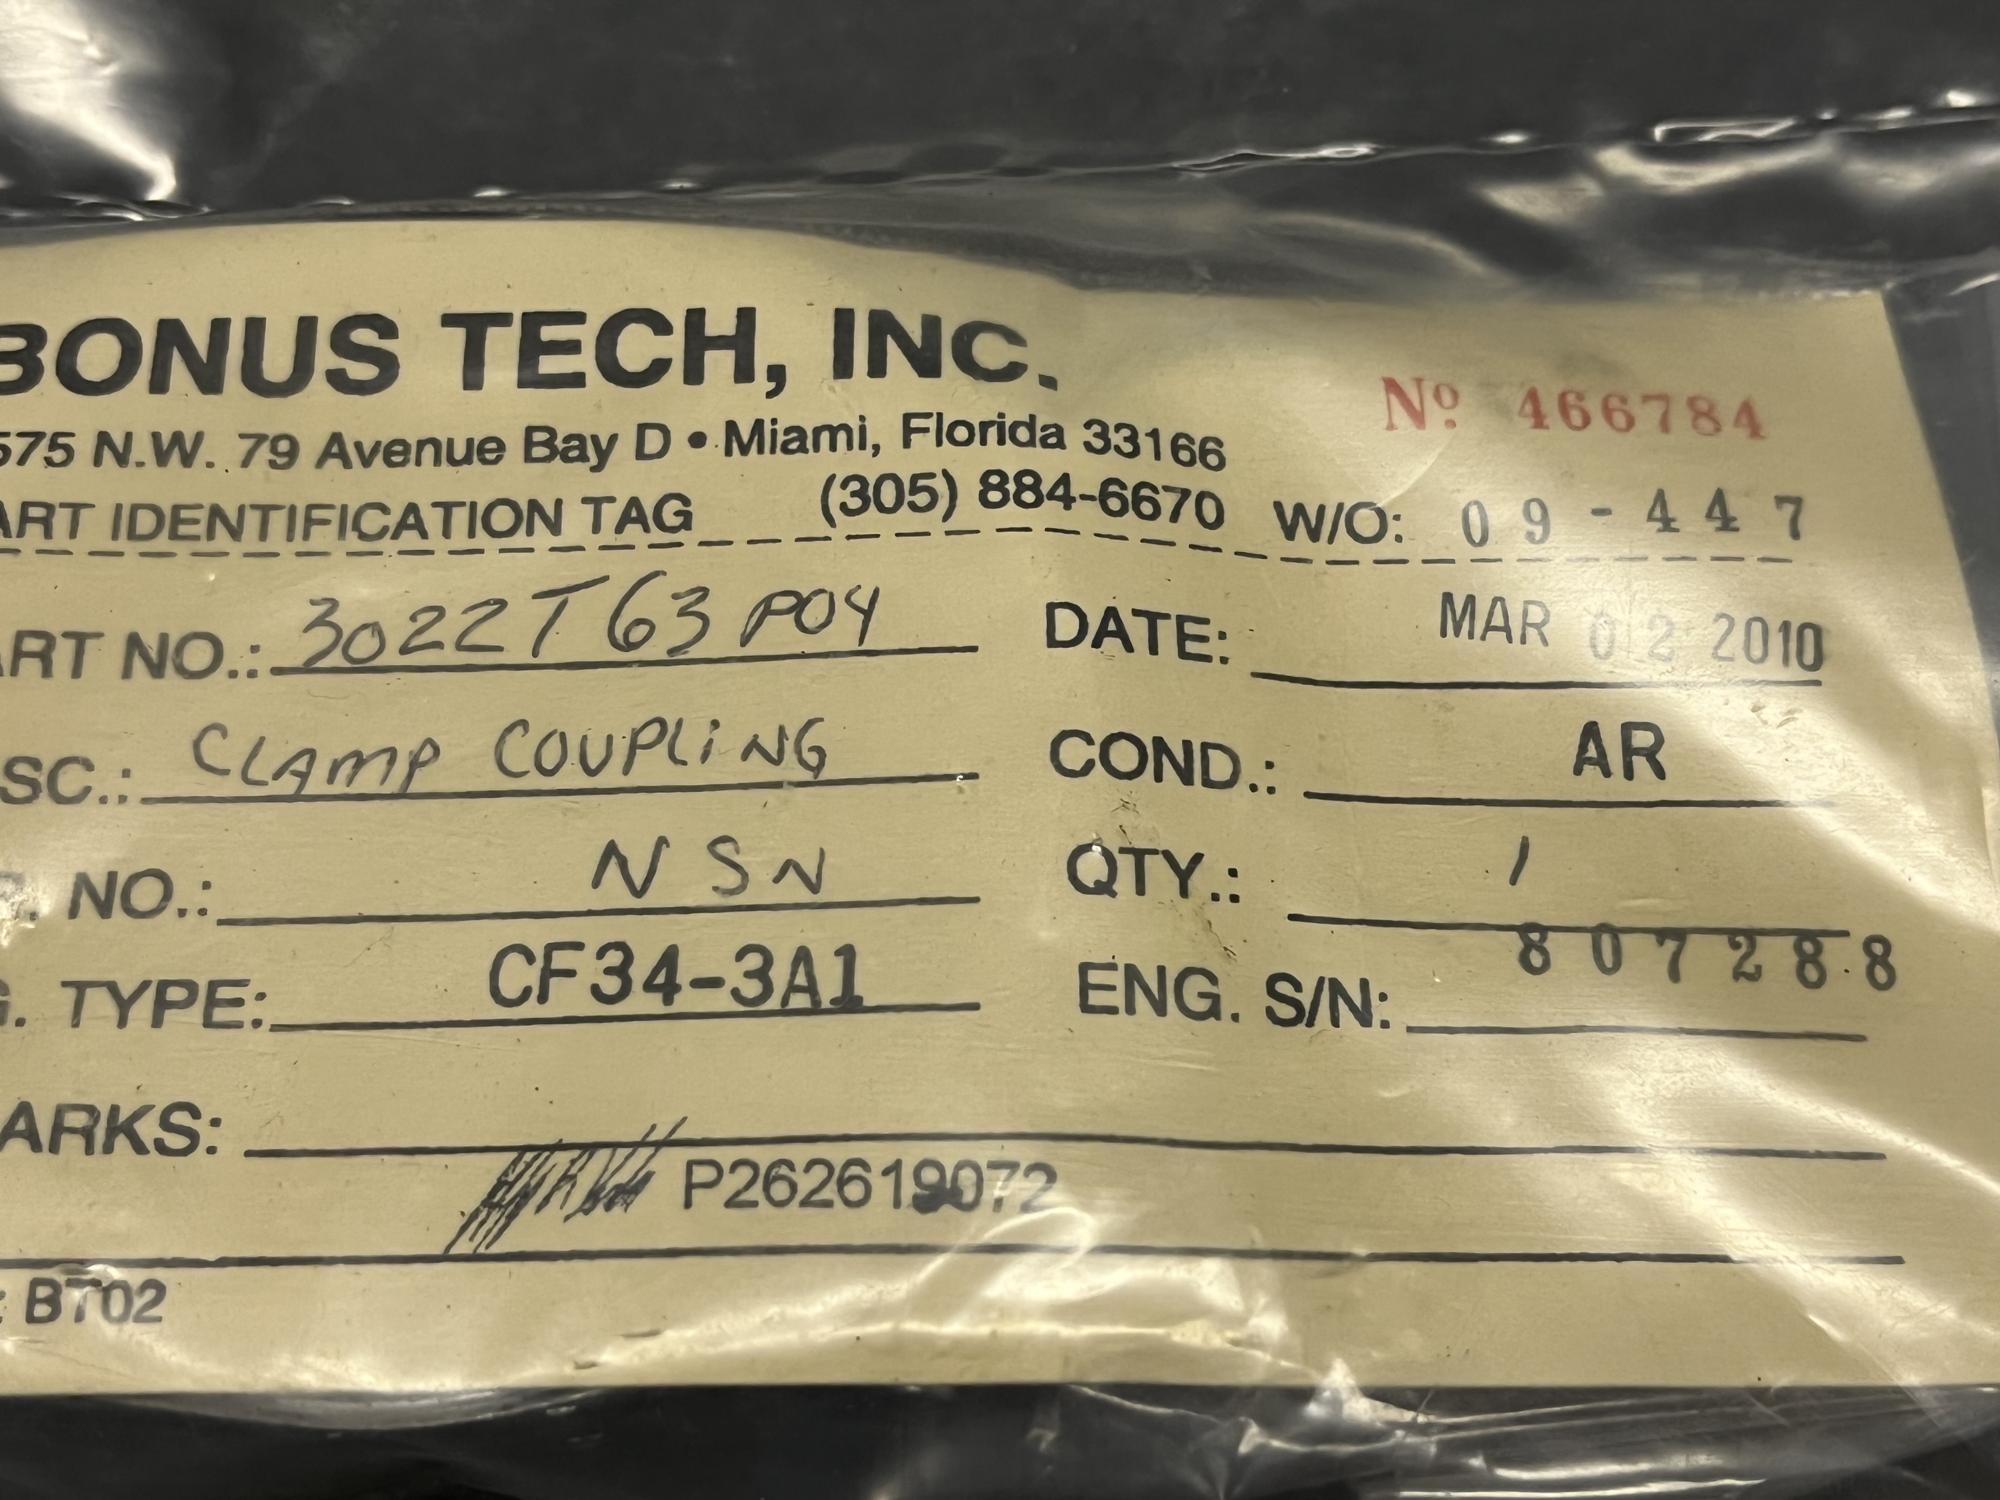 BONUS TECH, INC.
575 N.W. 79 Avenue Bay D • Miami, Florida 33166
Nº 466784
ART IDENTIFICATION TAG (305) 884-6670 W/O: 09-447
ART NO.: 3022T63P04 DATE: MAR 02 2010
SC.: CLAMP COUPLING COND.: AR
. NO.: NSN QTY.: 1
G. TYPE: CF34-3A1 ENG. S/N: 807288
ARKS:
P262619072
: BT02